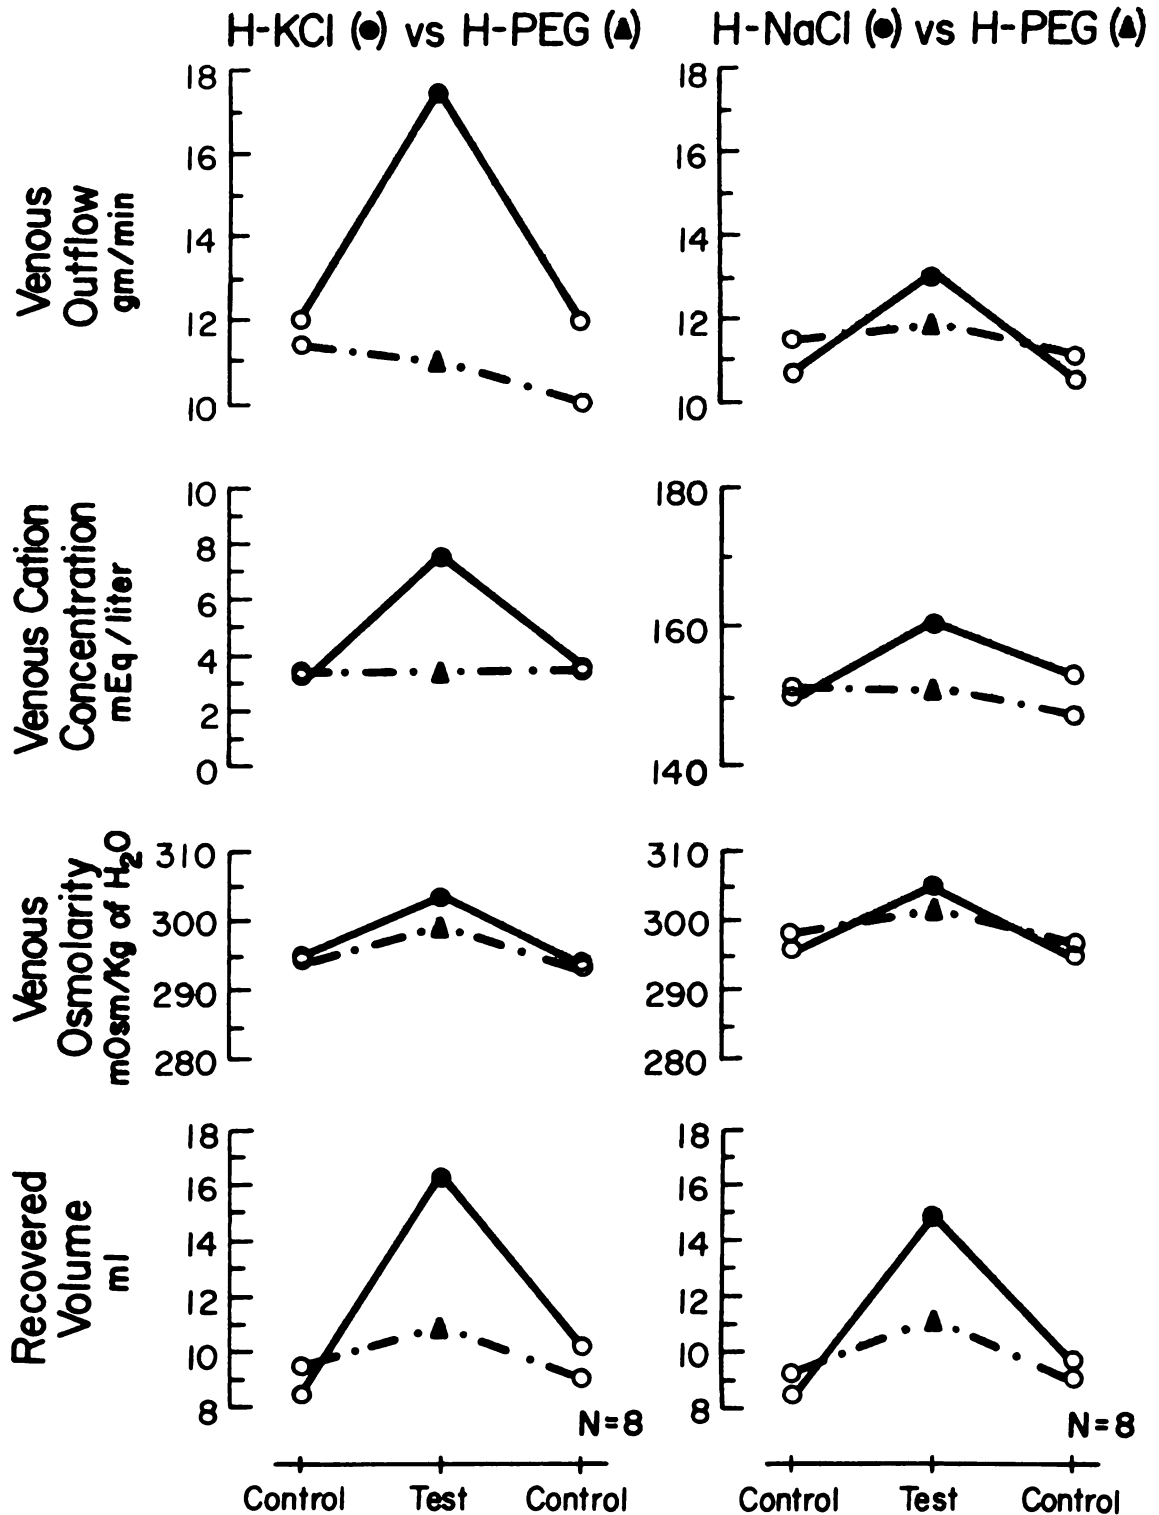 H-KCl (●) vs H-PEG (▲)
H-NaCl (●) vs H-PEG (▲)
Venous
Outflow
gm/min
18
16
14
12
10
18
16
14
12
10
Venous Cation
Concentration
mEq/liter
10
8
6
4
2
0
180
160
140
Venous
Osmolarity
mOsm/Kg of H₂O
310
300
290
280
310
300
290
280
Recovered
Volume
ml
18
16
14
12
10
8
N=8
18
16
14
12
10
8
N=8
Control Test Control
Control Test Control